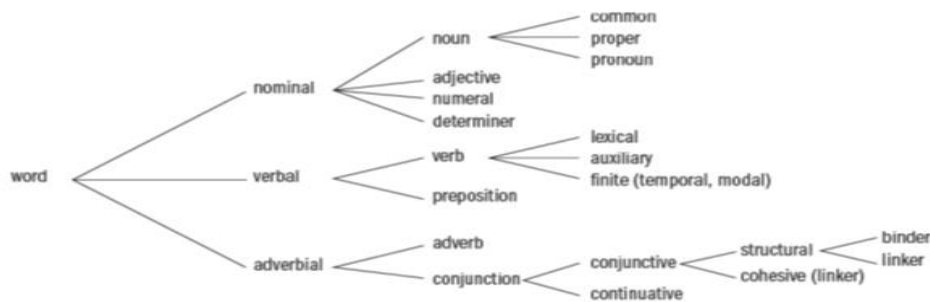 common
noun
proper
pronoun
nominal
adjective
numeral
determiner
lexical
verb
auxiliary
word
verbal
finite (temporal, modal)
preposition
adverb
structural
binder
adverbial
conjunctive
linker
conjunction
cohesive (linker)
continuative